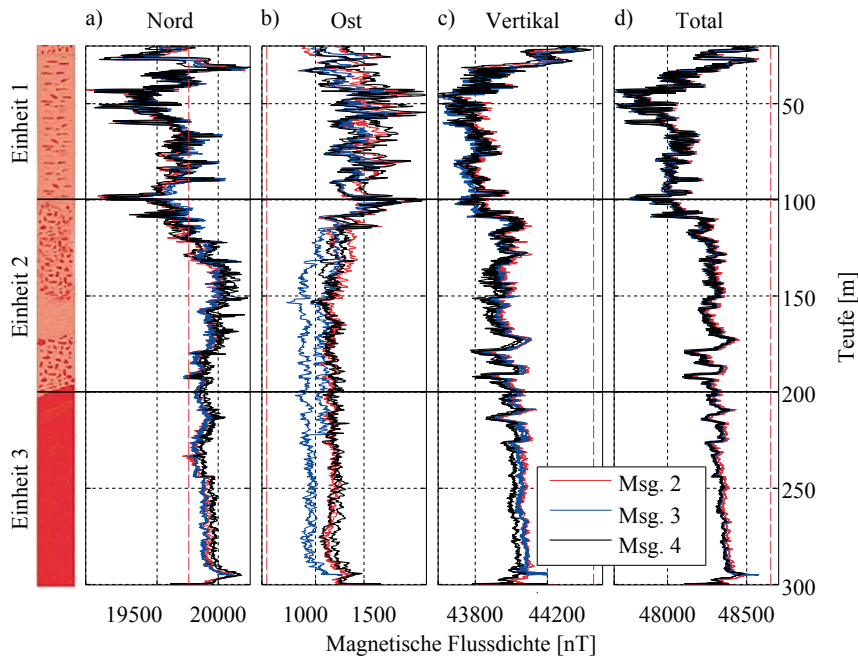 a) Nord b) Ost c) Vertikal d) Total
Einheit 1
Einheit 2
Einheit 3
50
100
150
200
250
300
Teufe [m]
Msg. 2
Msg. 3
Msg. 4
19500 20000 1000 1500 43800 44200 48000 48500
Magnetische Flussdichte [nT]